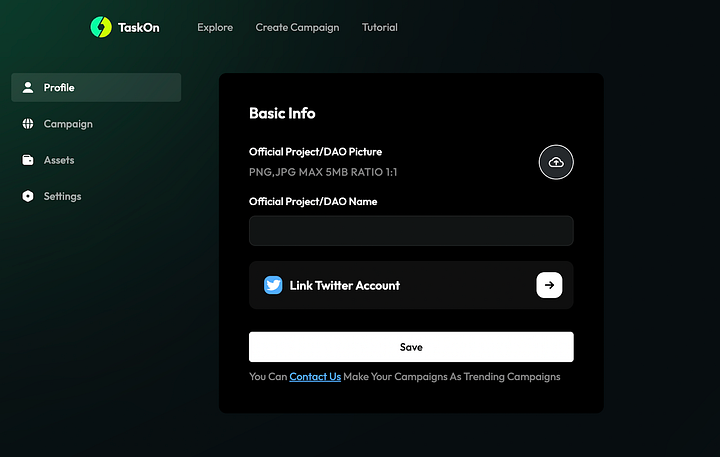 TaskOn
Explore
Create Campaign
Tutorial
Profile
Campaign
Assets
Settings
Basic Info
Official Project/DAO Picture
PNG,JPG MAX 5MB RATIO 1:1
Official Project/DAO Name
Link Twitter Account
Save
You Can Contact Us Make Your Campaigns As Trending Campaigns